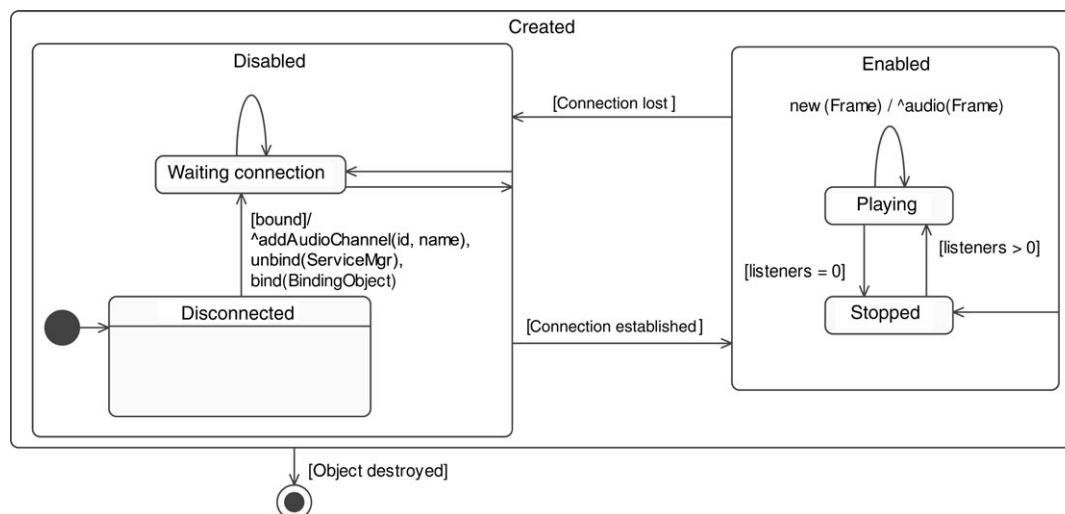 Created
Disabled
Enabled
[Connection lost ]
new (Frame) / ^audio(Frame)
Waiting connection
Playing
[bound]/
^addAudioChannel(id, name),
unbind(ServiceMgr),
bind(BindingObject)
[listeners > 0]
[listeners = 0]
Disconnected
Stopped
[Connection established]
[Object destroyed]